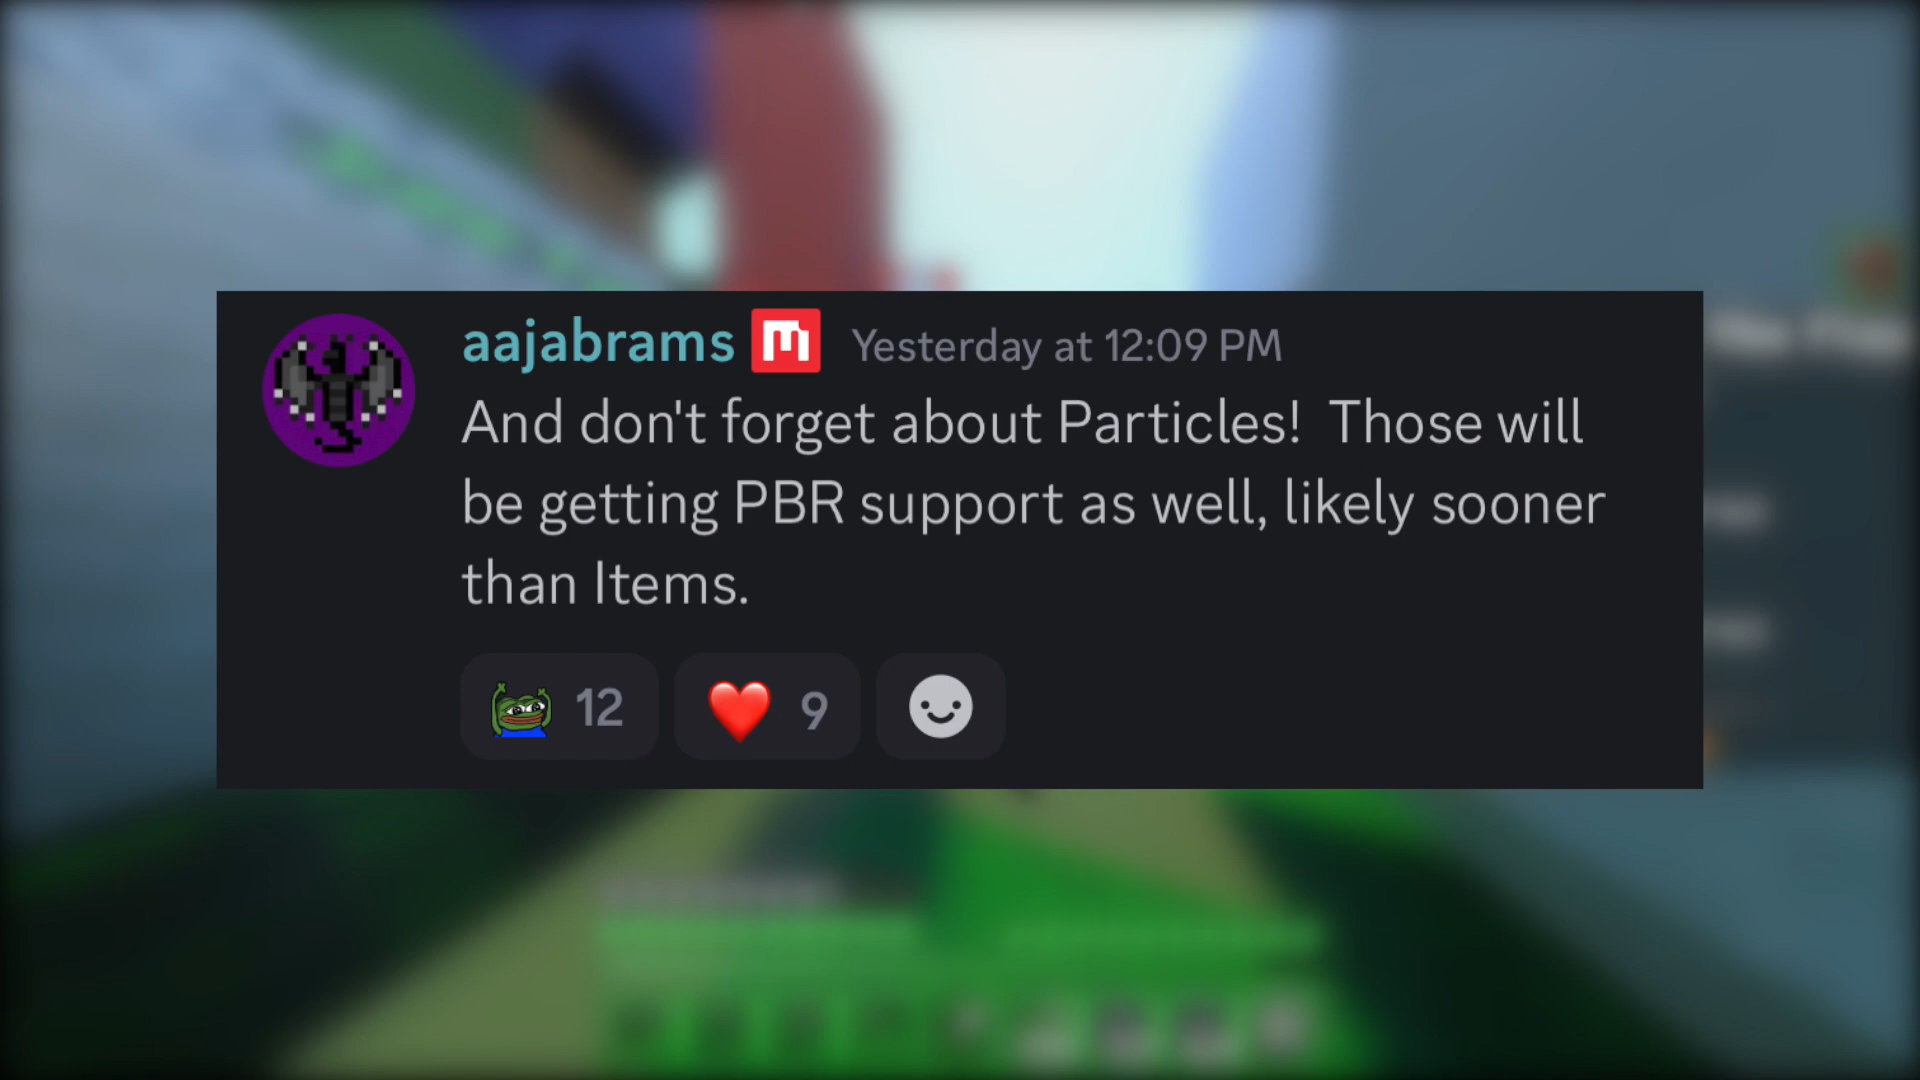 aajabrams Yesterday at 12:09 PM
And don't forget about Particles! Those will
be getting PBR support as well, likely sooner
than Items.
12 9